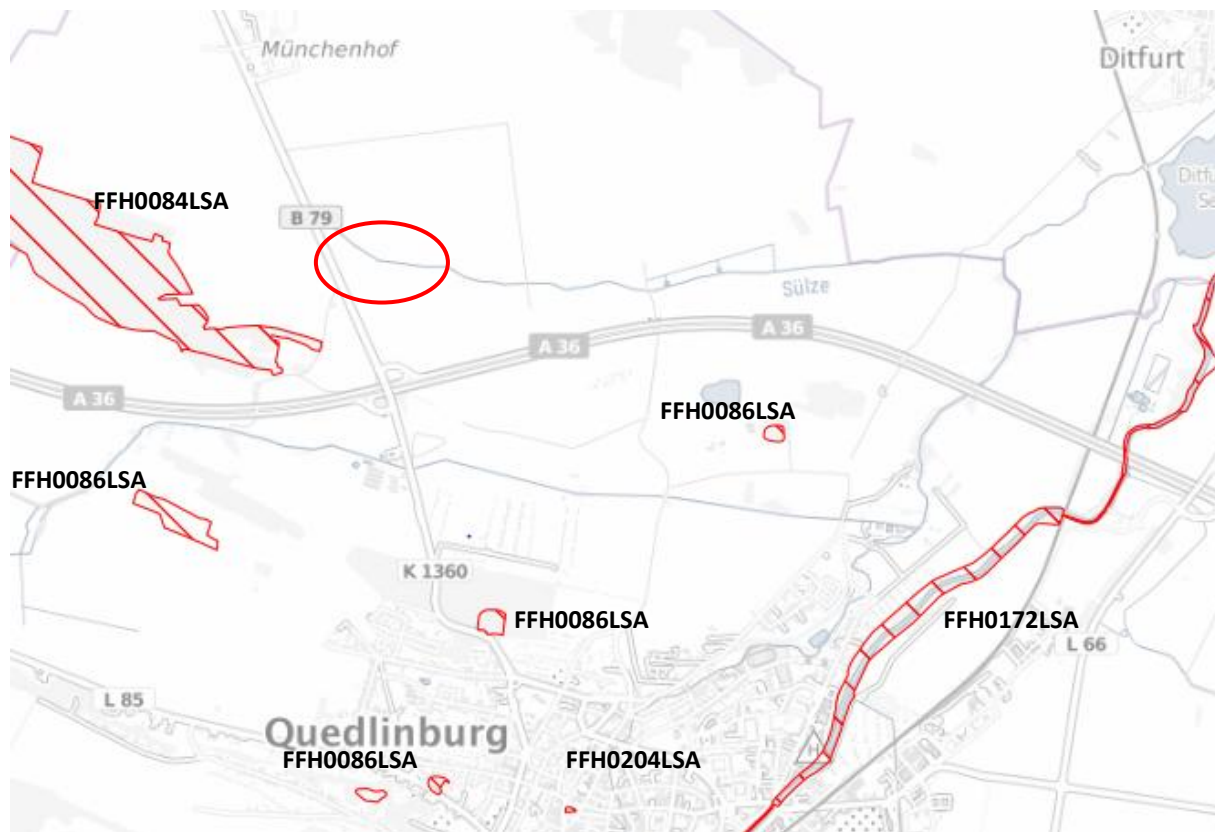 Münchenhof
Ditfurt
FFH0084LSA
B 79
Sülze
A 36
A 36
A 36
FFH0086LSA
FFH0086LSA
K 1360
FFH0086LSA
FFH0172LSA
L 66
L 85
Quedlinburg
FFH0086LSA
FFH0204LSA
H